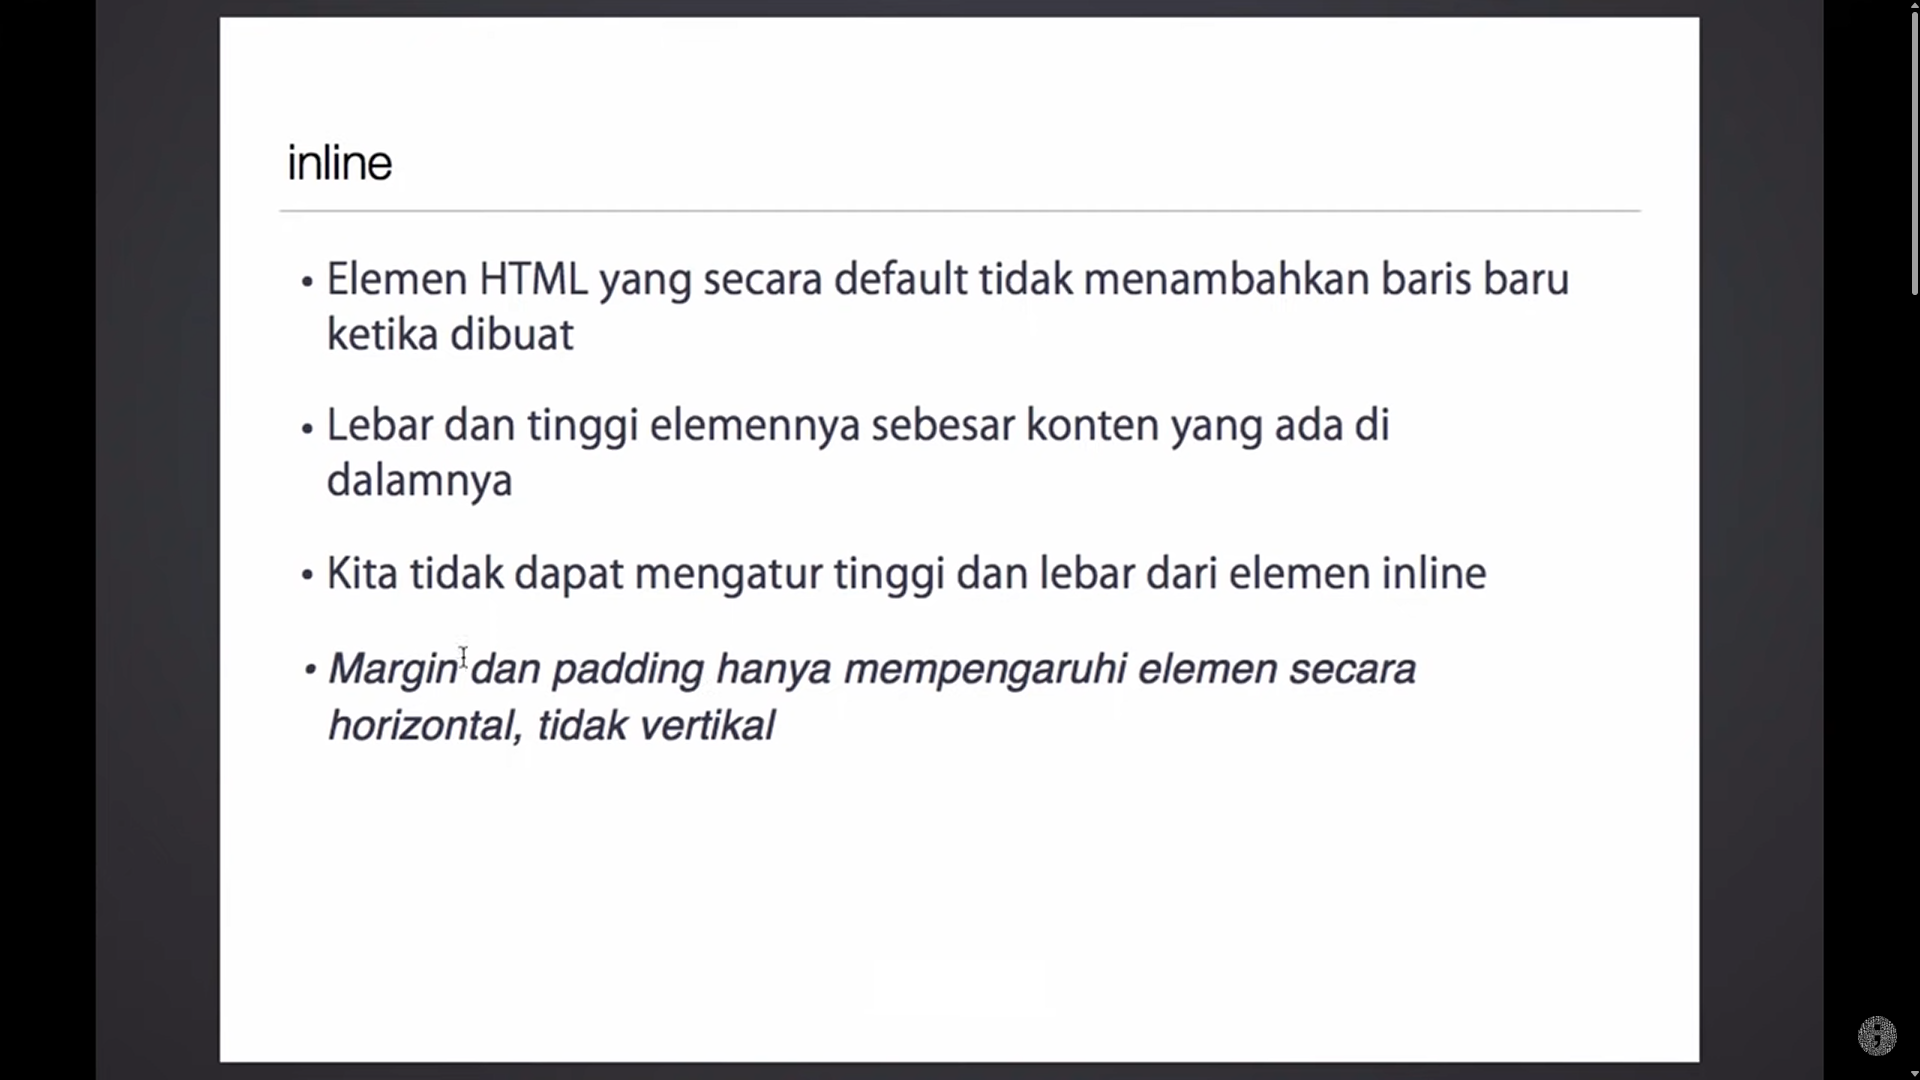 inline
• Elemen HTML yang secara default tidak menambahkan baris baru
ketika dibuat
• Lebar dan tinggi elemennya sebesar konten yang ada di
dalamnya
• Kita tidak dapat mengatur tinggi dan lebar dari elemen inline
• Margin dan padding hanya mempengaruhi elemen secara
horizontal, tidak vertikal